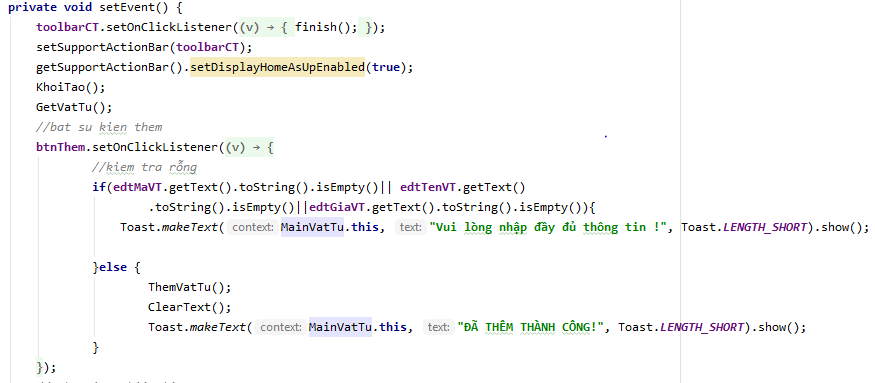 private void setEvent() {
toolbarCT.setOnClickListener((v) → { finish(); });
setSupportActionBar(toolbarCT);
getSupportActionBar().setDisplayHomeAsUpEnabled(true);
KhoiTao();
GetVatTu();
//bat su kien them
btnThem.setOnClickListener((v) → {
//kiem tra rỗng
if(edtMaVT.getText().toString().isEmpty()|| edtTenVT.getText()
.toString().isEmpty()||edtGiaVT.getText().toString().isEmpty()){
Toast.makeText( context: MainVatTu.this, text: "Vui lòng nhập đầy đủ thông tin !", Toast.LENGTH_SHORT).show();
}else {
ThemVatTu();
ClearText();
Toast.makeText( context: MainVatTu.this, text: "ĐÃ THÊM THÀNH CÔNG!", Toast.LENGTH_SHORT).show();
}
});